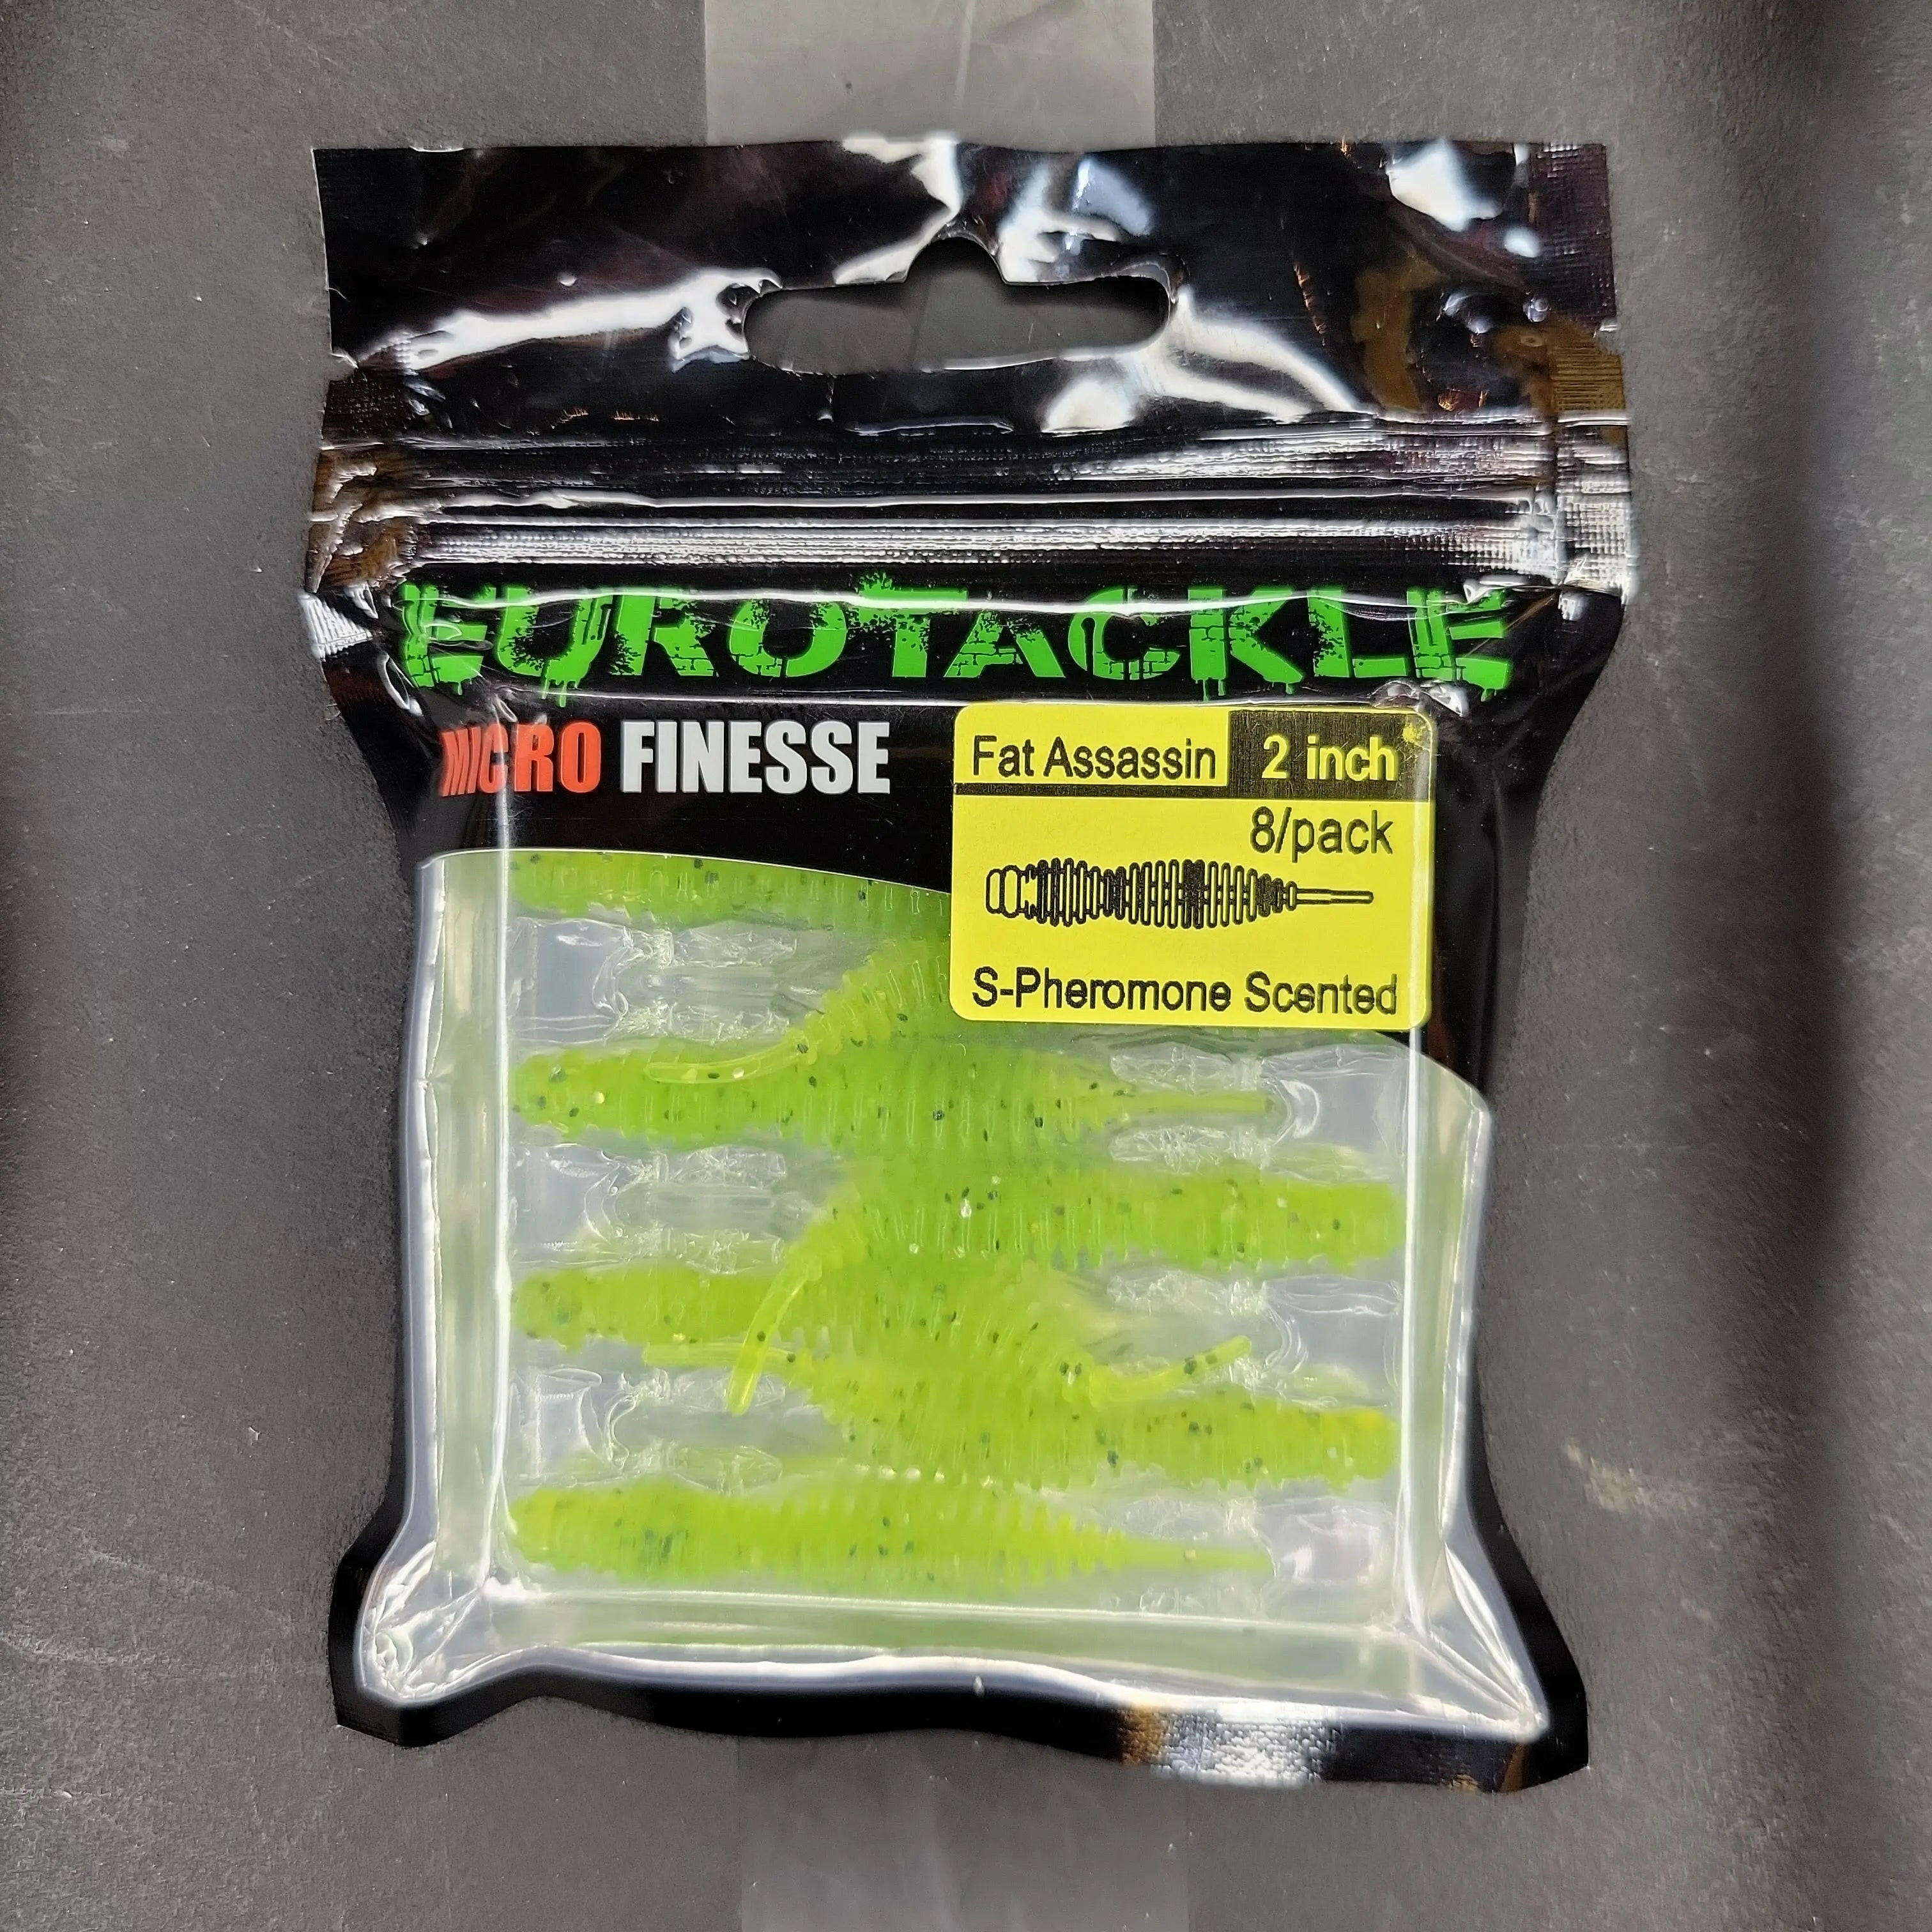 EUROTACKLE
MICRO FINESSE
Fat Assassin 2 inch
8/pack
S-Pheromone Scented